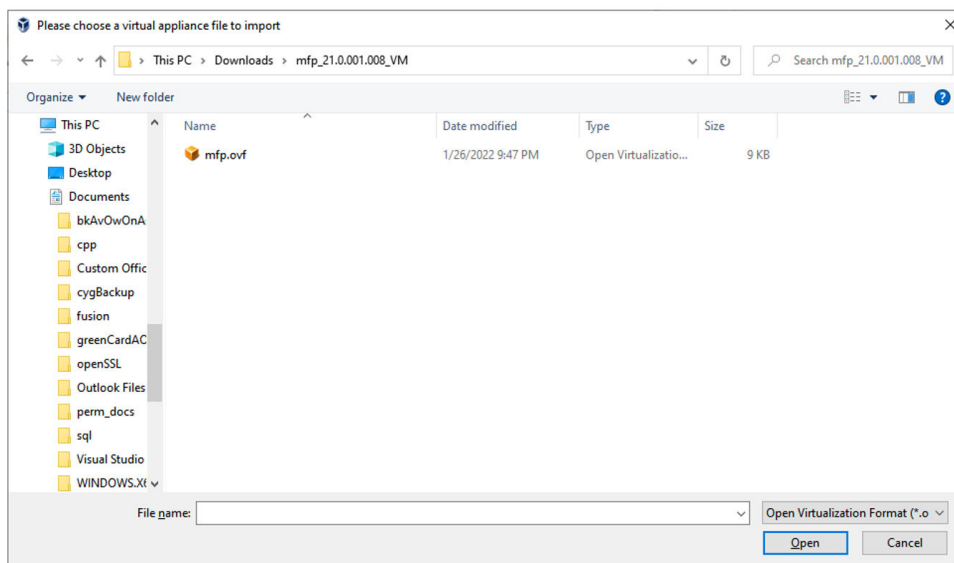 Please choose a virtual appliance file to import
This PC > Downloads > mfp_21.0.001.008_VM
Search mfp_21.0.001.008_VM
Organize
New folder
This PC
3D Objects
Desktop
Documents
bkAvOwOnA
cpp
Custom Offic
cygBackup
fusion
greenCardAC
openSSL
Outlook Files
perm_docs
sql
Visual Studio
WINDOWS.X6
Name Date modified Type Size
mfp.ovf 1/26/2022 9:47 PM Open Virtualizatio... 9 KB
File name:
Open Virtualization Format (*.o
Open
Cancel